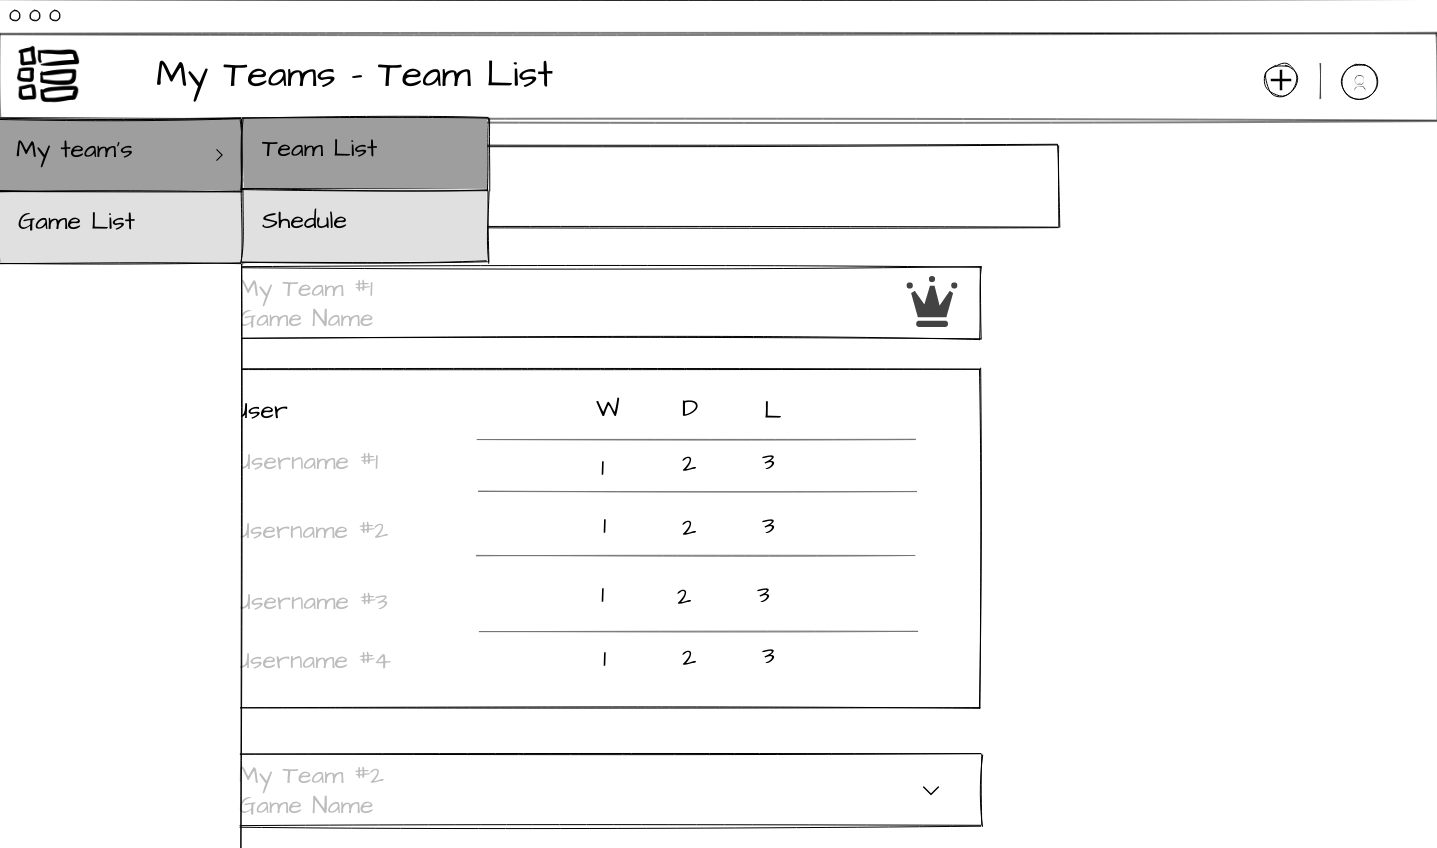 My Teams - Team List
My team's > Team List
Game List Shedule
My Team #1
Game Name
User W D L
Username #1 1 2 3
Username #2 1 2 3
Username #3 1 2 3
Username #4 1 2 3
My Team #2
Game Name